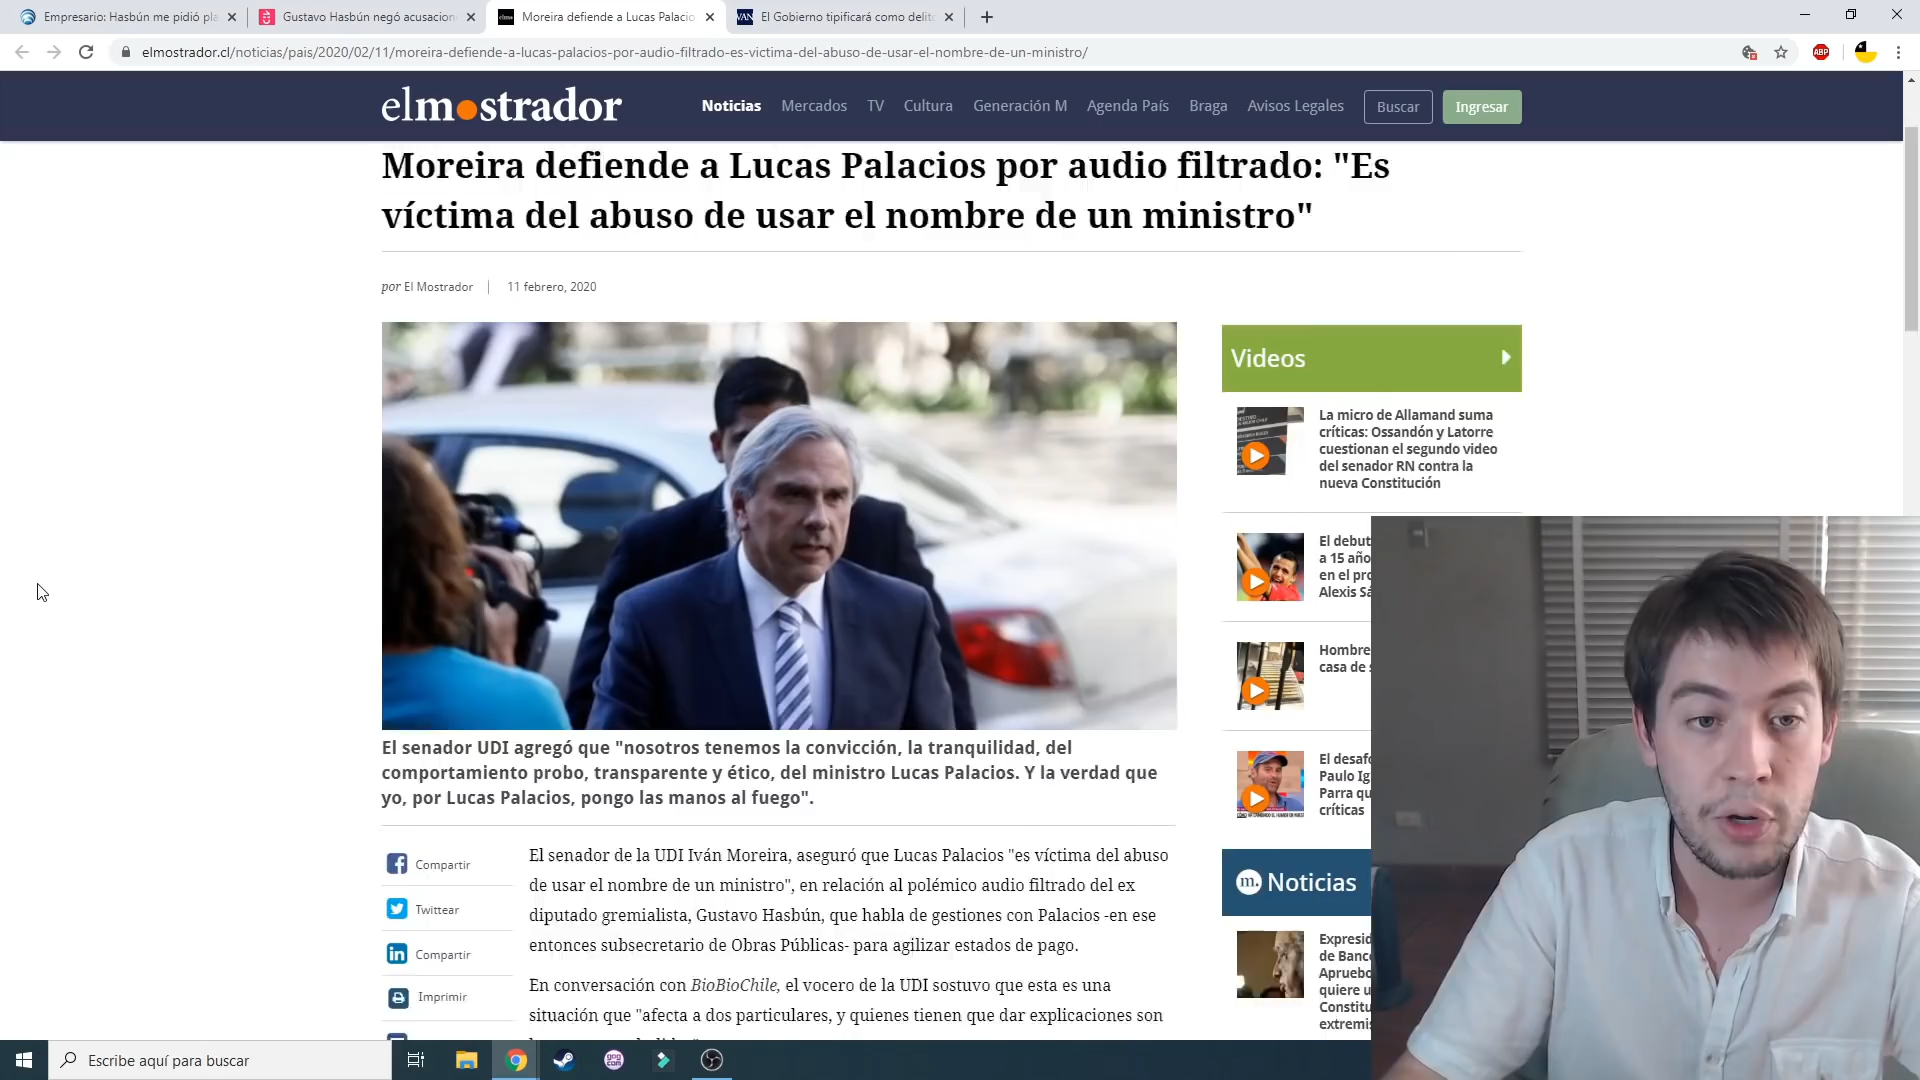 Empresario: Hasbún me pidió pla
Gustavo Hasbún negó acusacion
Moreira defiende a Lucas Palacio
El Gobierno tipificará como delit
elmostrador.cl/noticias/pais/2020/02/11/moreira-defiende-a-lucas-palacios-por-audio-filtrado-es-victima-del-abuso-de-usar-el-nombre-de-un-ministro/
ABP
elmostrador
Noticias
Mercados
TV
Cultura
Generación M
Agenda País
Braga
Avisos Legales
Buscar
Ingresar
Moreira defiende a Lucas Palacios por audio filtrado: "Es
víctima del abuso de usar el nombre de un ministro"
por El Mostrador
11 febrero, 2020
El senador UDI agregó que "nosotros tenemos la convicción, la tranquilidad, del
comportamiento probo, transparente y ético, del ministro Lucas Palacios. Y la verdad que
yo, por Lucas Palacios, pongo las manos al fuego".
Compartir
Twittear
Compartir
Imprimir
El senador de la UDI Iván Moreira, aseguró que Lucas Palacios "es víctima del abuso
de usar el nombre de un ministro", en relación al polémico audio filtrado del ex
diputado gremialista, Gustavo Hasbún, que habla de gestiones con Palacios -en ese
entonces subsecretario de Obras Públicas- para agilizar estados de pago.
En conversación con BioBioChile, el vocero de la UDI sostuvo que esta es una
situación que "afecta a dos particulares, y quienes tienen que dar explicaciones son
Videos
La micro de Allamand suma
críticas: Ossandón y Latorre
cuestionan el segundo video
del senador RN contra la
nueva Constitución
El debut
a 15 año
en el pro
Alexis Sá
Hombre
casa de
El desafo
Paulo Ig
Parra qu
críticas
m. Noticias
Expresid
de Banco
Apruebo
quiere u
Constitu
extremis
Escribe aquí para buscar